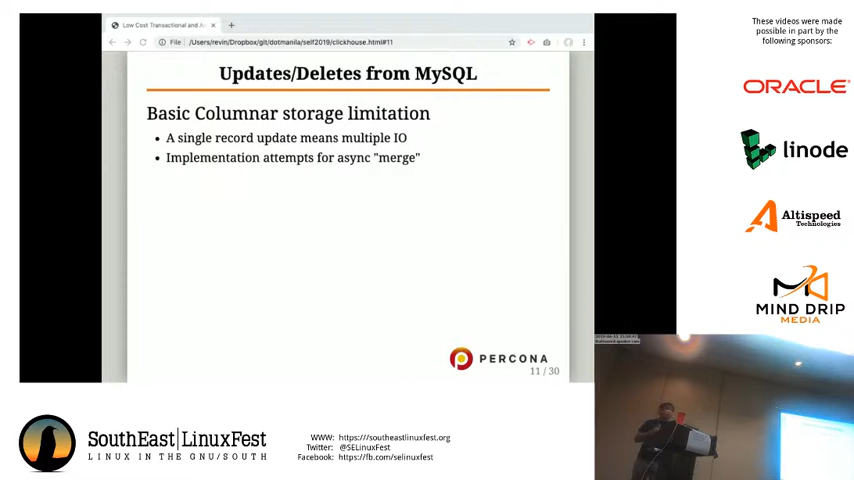 Low Cost Transactional and A
File
/Users/revin/Dropbox/git/dotmanila/self2019/clickhouse.html#11
Updates/Deletes from MySQL
Basic Columnar storage limitation
• A single record update means multiple IO
• Implementation attempts for async "merge"
PERCONA
11 / 30
These videos were made
possible in part by the
following sponsors:
ORACLE
linode
Altispeed
Technologies
MIND DRIP
MEDIA
SouthEast|LinuxFest
LINUX IN THE GNU/SOUTH
WWW: https:///southeastlinuxfest.org
Twitter: @SELinuxFest
Facebook: https://fb.com/selinuxfest